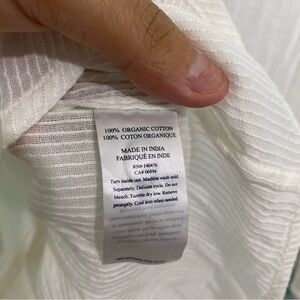 100% ORGANIC COTTON
100% COTON ORGANIQUE
MADE IN INDIA
FABRIQUÉ EN INDE
RN# 140476
CA# 06894
Turn inside out. Machine wash cold.
Separately. Delicate cycle. Do not
bleach. Tumble dry low. Remove
promptly. Cool iron when needed.